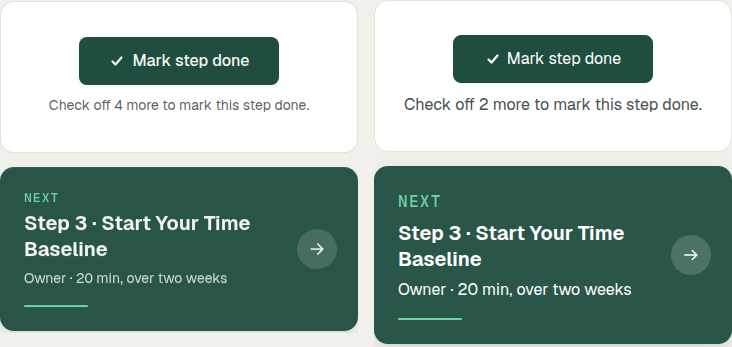 Mark step done
Check off 4 more to mark this step done.
NEXT
Step 3 · Start Your Time
Baseline
Owner · 20 min, over two weeks
Mark step done
Check off 2 more to mark this step done.
NEXT
Step 3 · Start Your Time
Baseline
Owner · 20 min, over two weeks